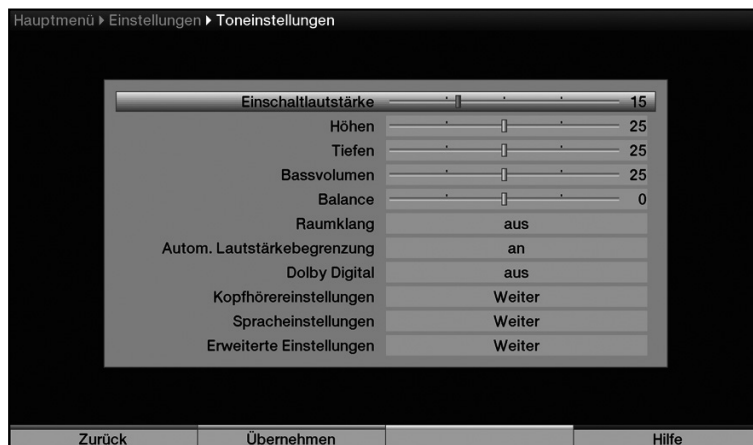 Hauptmenü ▸ Einstellungen ▸ Toneinstellungen
Einschaltlautstärke 15
Höhen 25
Tiefen 25
Bassvolumen 25
Balance 0
Raumklang aus
Autom. Lautstärkebegrenzung an
Dolby Digital aus
Kopfhörereinstellungen Weiter
Spracheinstellungen Weiter
Erweiterte Einstellungen Weiter
Zurück Übernehmen Hilfe